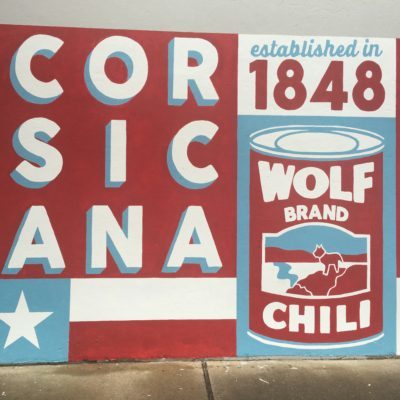 COR
SIC
ANA
established in
1848
WOLF
BRAND
CHILI